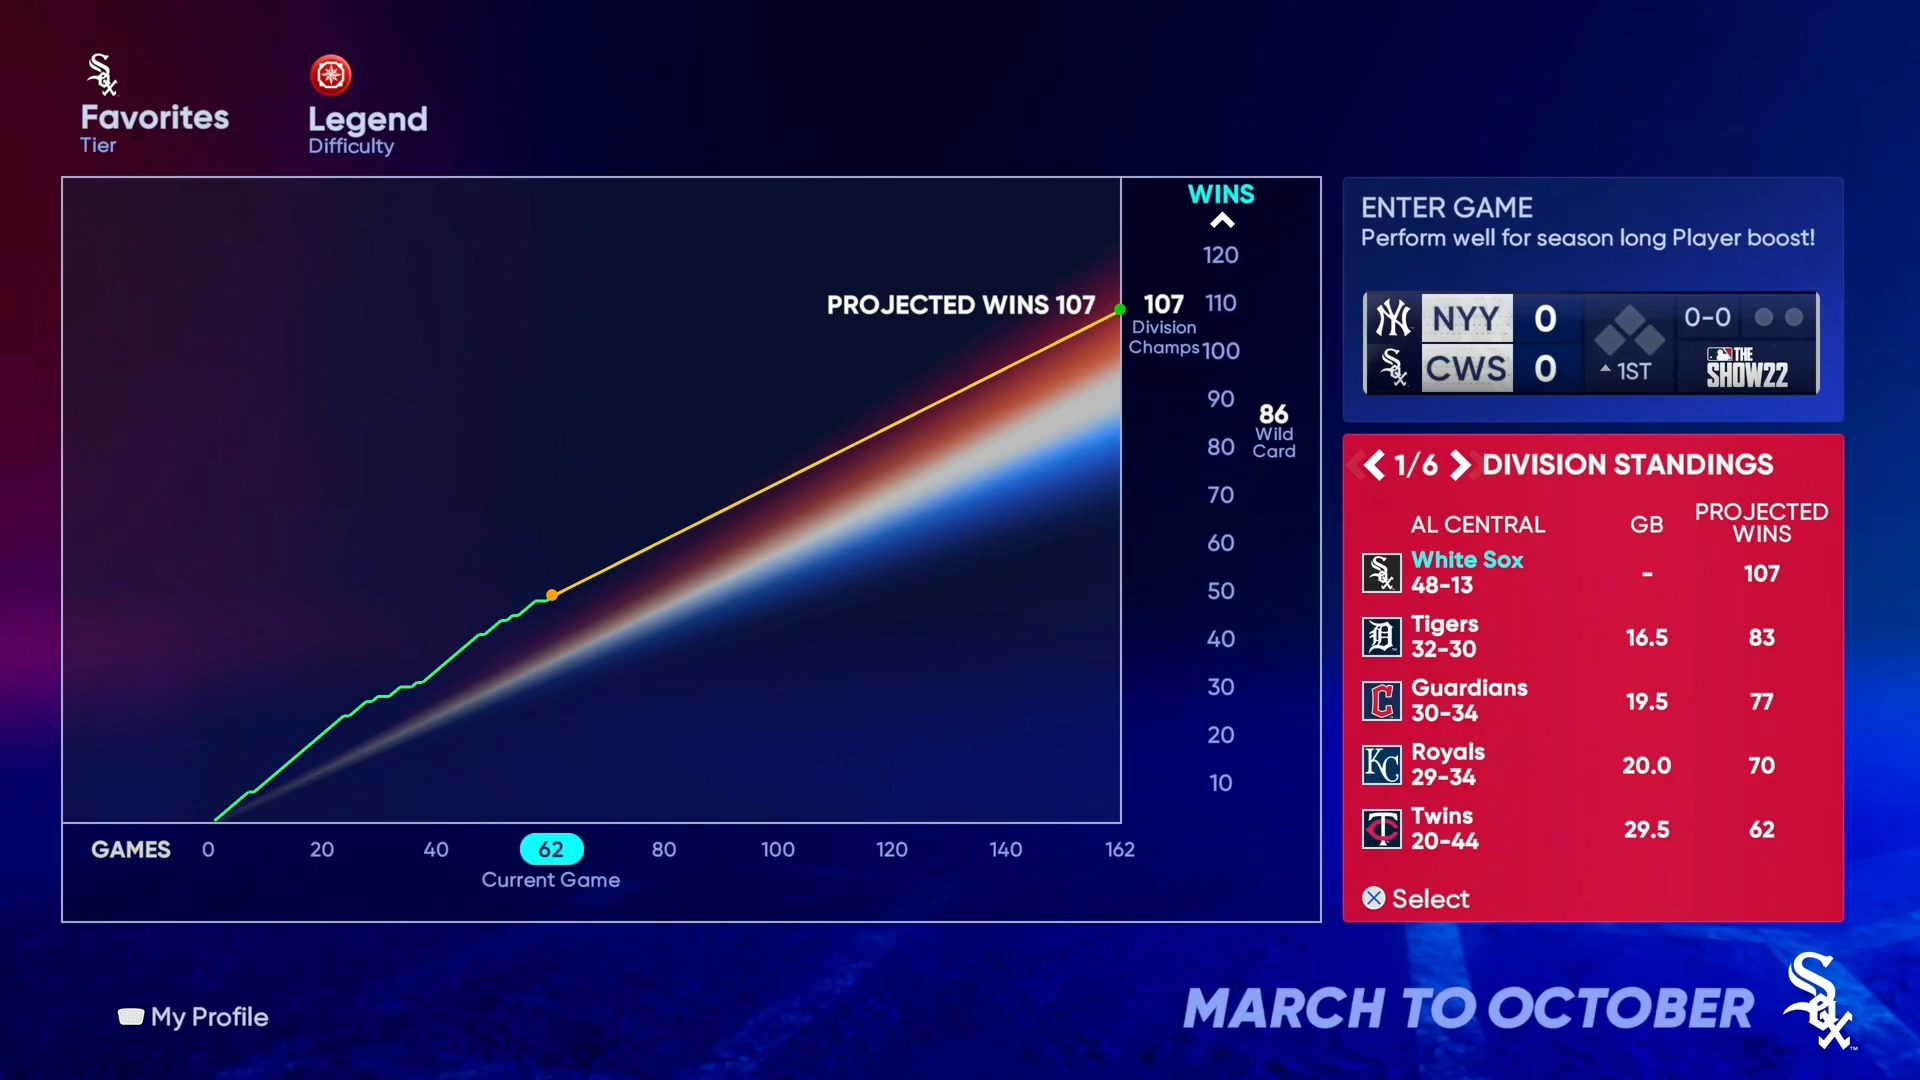 Favorites
Tier
Legend
Difficulty
WINS
120
PROJECTED WINS 107
107
110
Division
Champs
100
90
86
Wild
Card
80
70
60
50
40
30
20
10
GAMES 0 20 40 62 80 100 120 140 162
Current Game
ENTER GAME
Perform well for season long Player boost!
NY NYY 0 0-0
Sox CWS 0 1ST
THE
SHOW22
1/6 DIVISION STANDINGS
AL CENTRAL GB PROJECTED
WINS
White Sox
48-13 - 107
Tigers
32-30 16.5 83
Guardians
30-34 19.5 77
Royals
29-34 20.0 70
Twins
20-44 29.5 62
Select
My Profile
MARCH TO OCTOBER
Sox